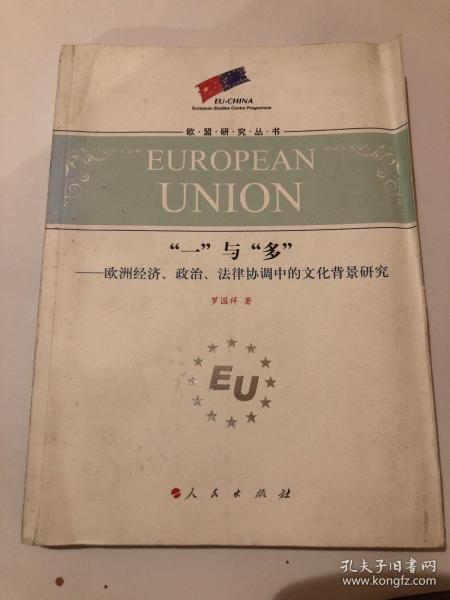 EU-CHINA
European Studies Centre Programme
欧·盟·研·究·丛·书
EUROPEAN
UNION
“一”与“多”
——欧洲经济、政治、法律协调中的文化背景研究
罗国祥 著
EU
人民出版社
孔夫子旧书网
www.kongfz.com